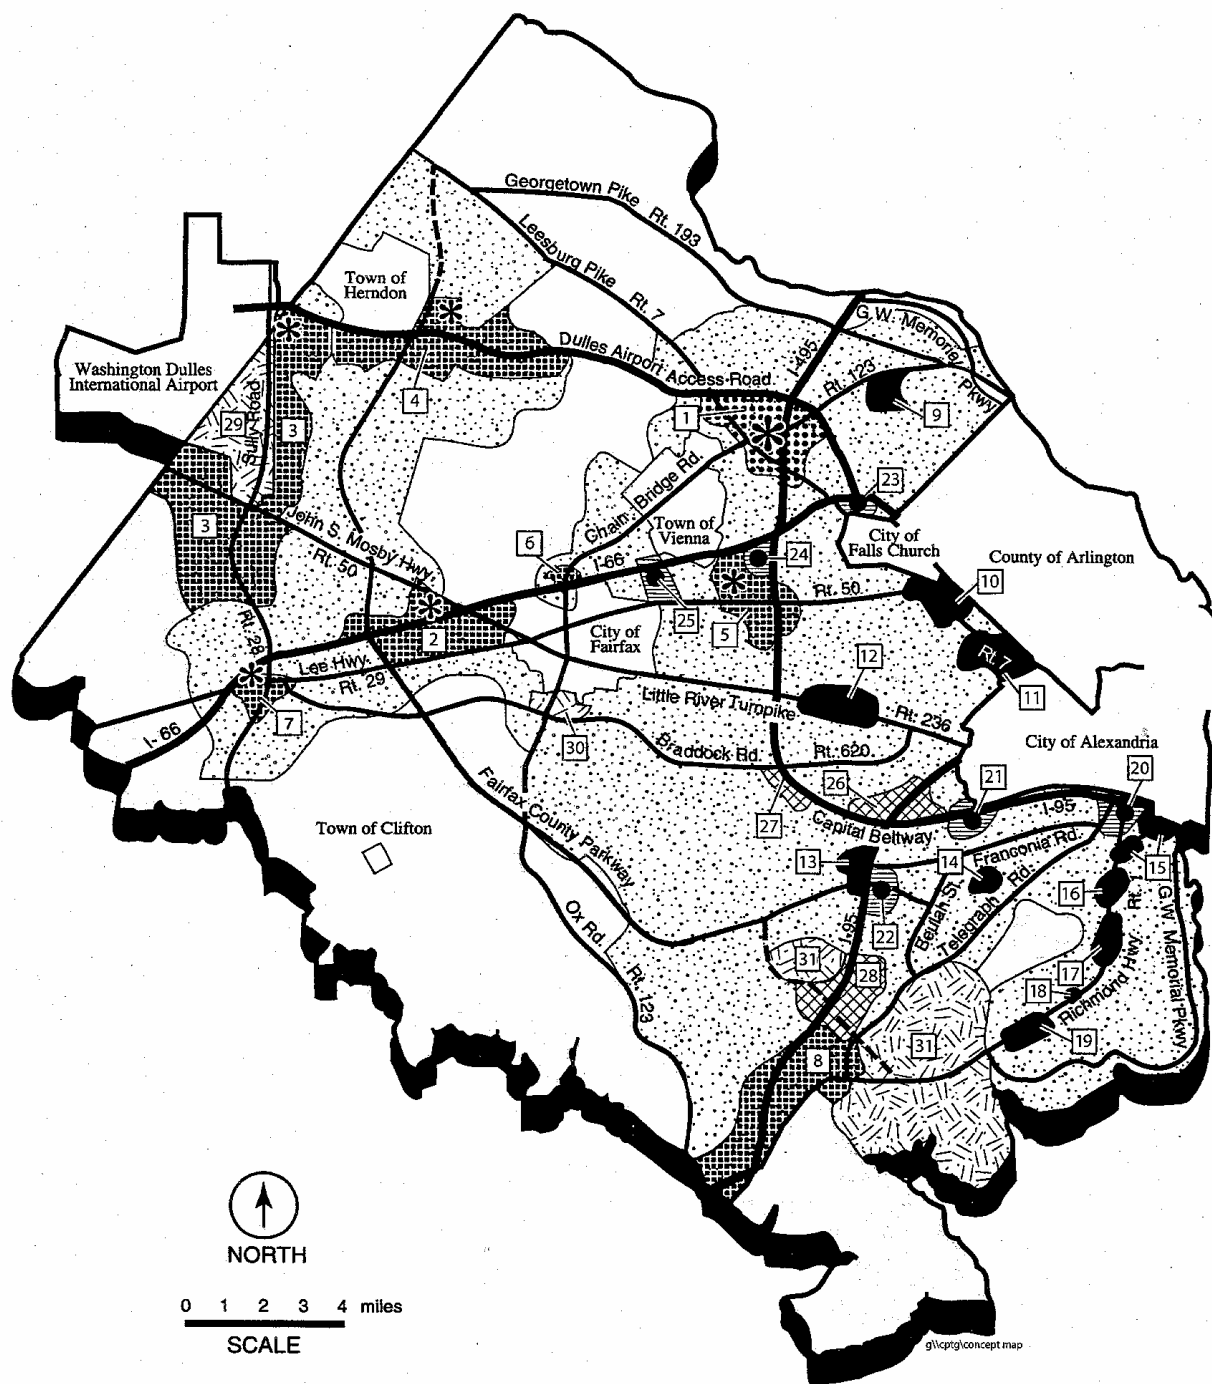 Georgetown Pike Rt. 193
Leesburg Pike Rt. 7
Town of
Herndon
G.W. Memorial Pkwy
I-495
Rt. 123
Dulles Airport Access Road
Washington Dulles
International Airport
4
1
9
29
3
Sully Road
23
Chain Bridge Rd.
3
John S. Mosby Hwy.
Rt. 50
Town of
Vienna
City of
Falls Church
County of Arlington
6
I-66
24
10
Rt. 50
Rt. 28
2
City of
Fairfax
25
5
12
Rt. 7
11
Lee Hwy.
Rt. 29
Little River Turnpike
Rt. 236
7
I-66
30
Braddock Rd.
Rt. 620
City of Alexandria
26
21
20
Fairfax County Parkway
27
Capital Beltway
I-95
Town of Clifton
13
14
Franconia Rd.
15
Beulah St.
Telegraph Rd.
16
Rt. 1
G.W. Memorial Pkwy
Ox Rd.
Rt. 123
22
I-95
31
28
17
18
Richmond Hwy
31
19
8
NORTH
0 1 2 3 4 miles
SCALE
g\\cptg\concept map